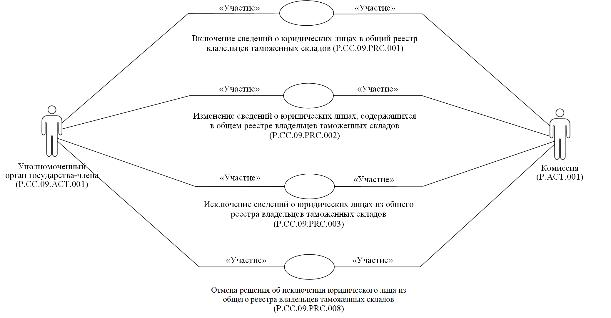 «Участие» «Участие»
Включение сведений о юридических лицах в общий реестр
владельцев таможенных складов (P.CC.09.PRC.001)
«Участие» «Участие»
Изменение сведений о юридических лицах, содержащихся
в общем реестре владельцев таможенных складов
(P.CC.09.PRC.002)
Уполномоченный
орган государства-члена
(P.CC.09.ACT.001)
Комиссия
(P.ACT.001)
«Участие» «Участие»
Исключение сведений о юридических лицах из общего
реестра владельцев таможенных складов
(P.CC.09.PRC.003)
«Участие» «Участие»
Отмена решения об исключении юридического лица из
общего реестра владельцев таможенных складов
(P.CC.09.PRC.008)